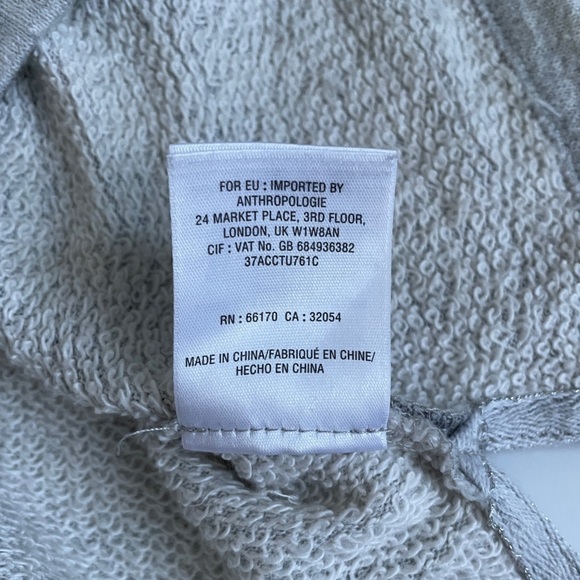 FOR EU : IMPORTED BY
ANTHROPOLOGIE
24 MARKET PLACE, 3RD FLOOR,
LONDON, UK W1W8AN
CIF : VAT No. GB 684936382
37ACCTU761C
RN : 66170 CA : 32054
MADE IN CHINA/FABRIQUÉ EN CHINE/
HECHO EN CHINA